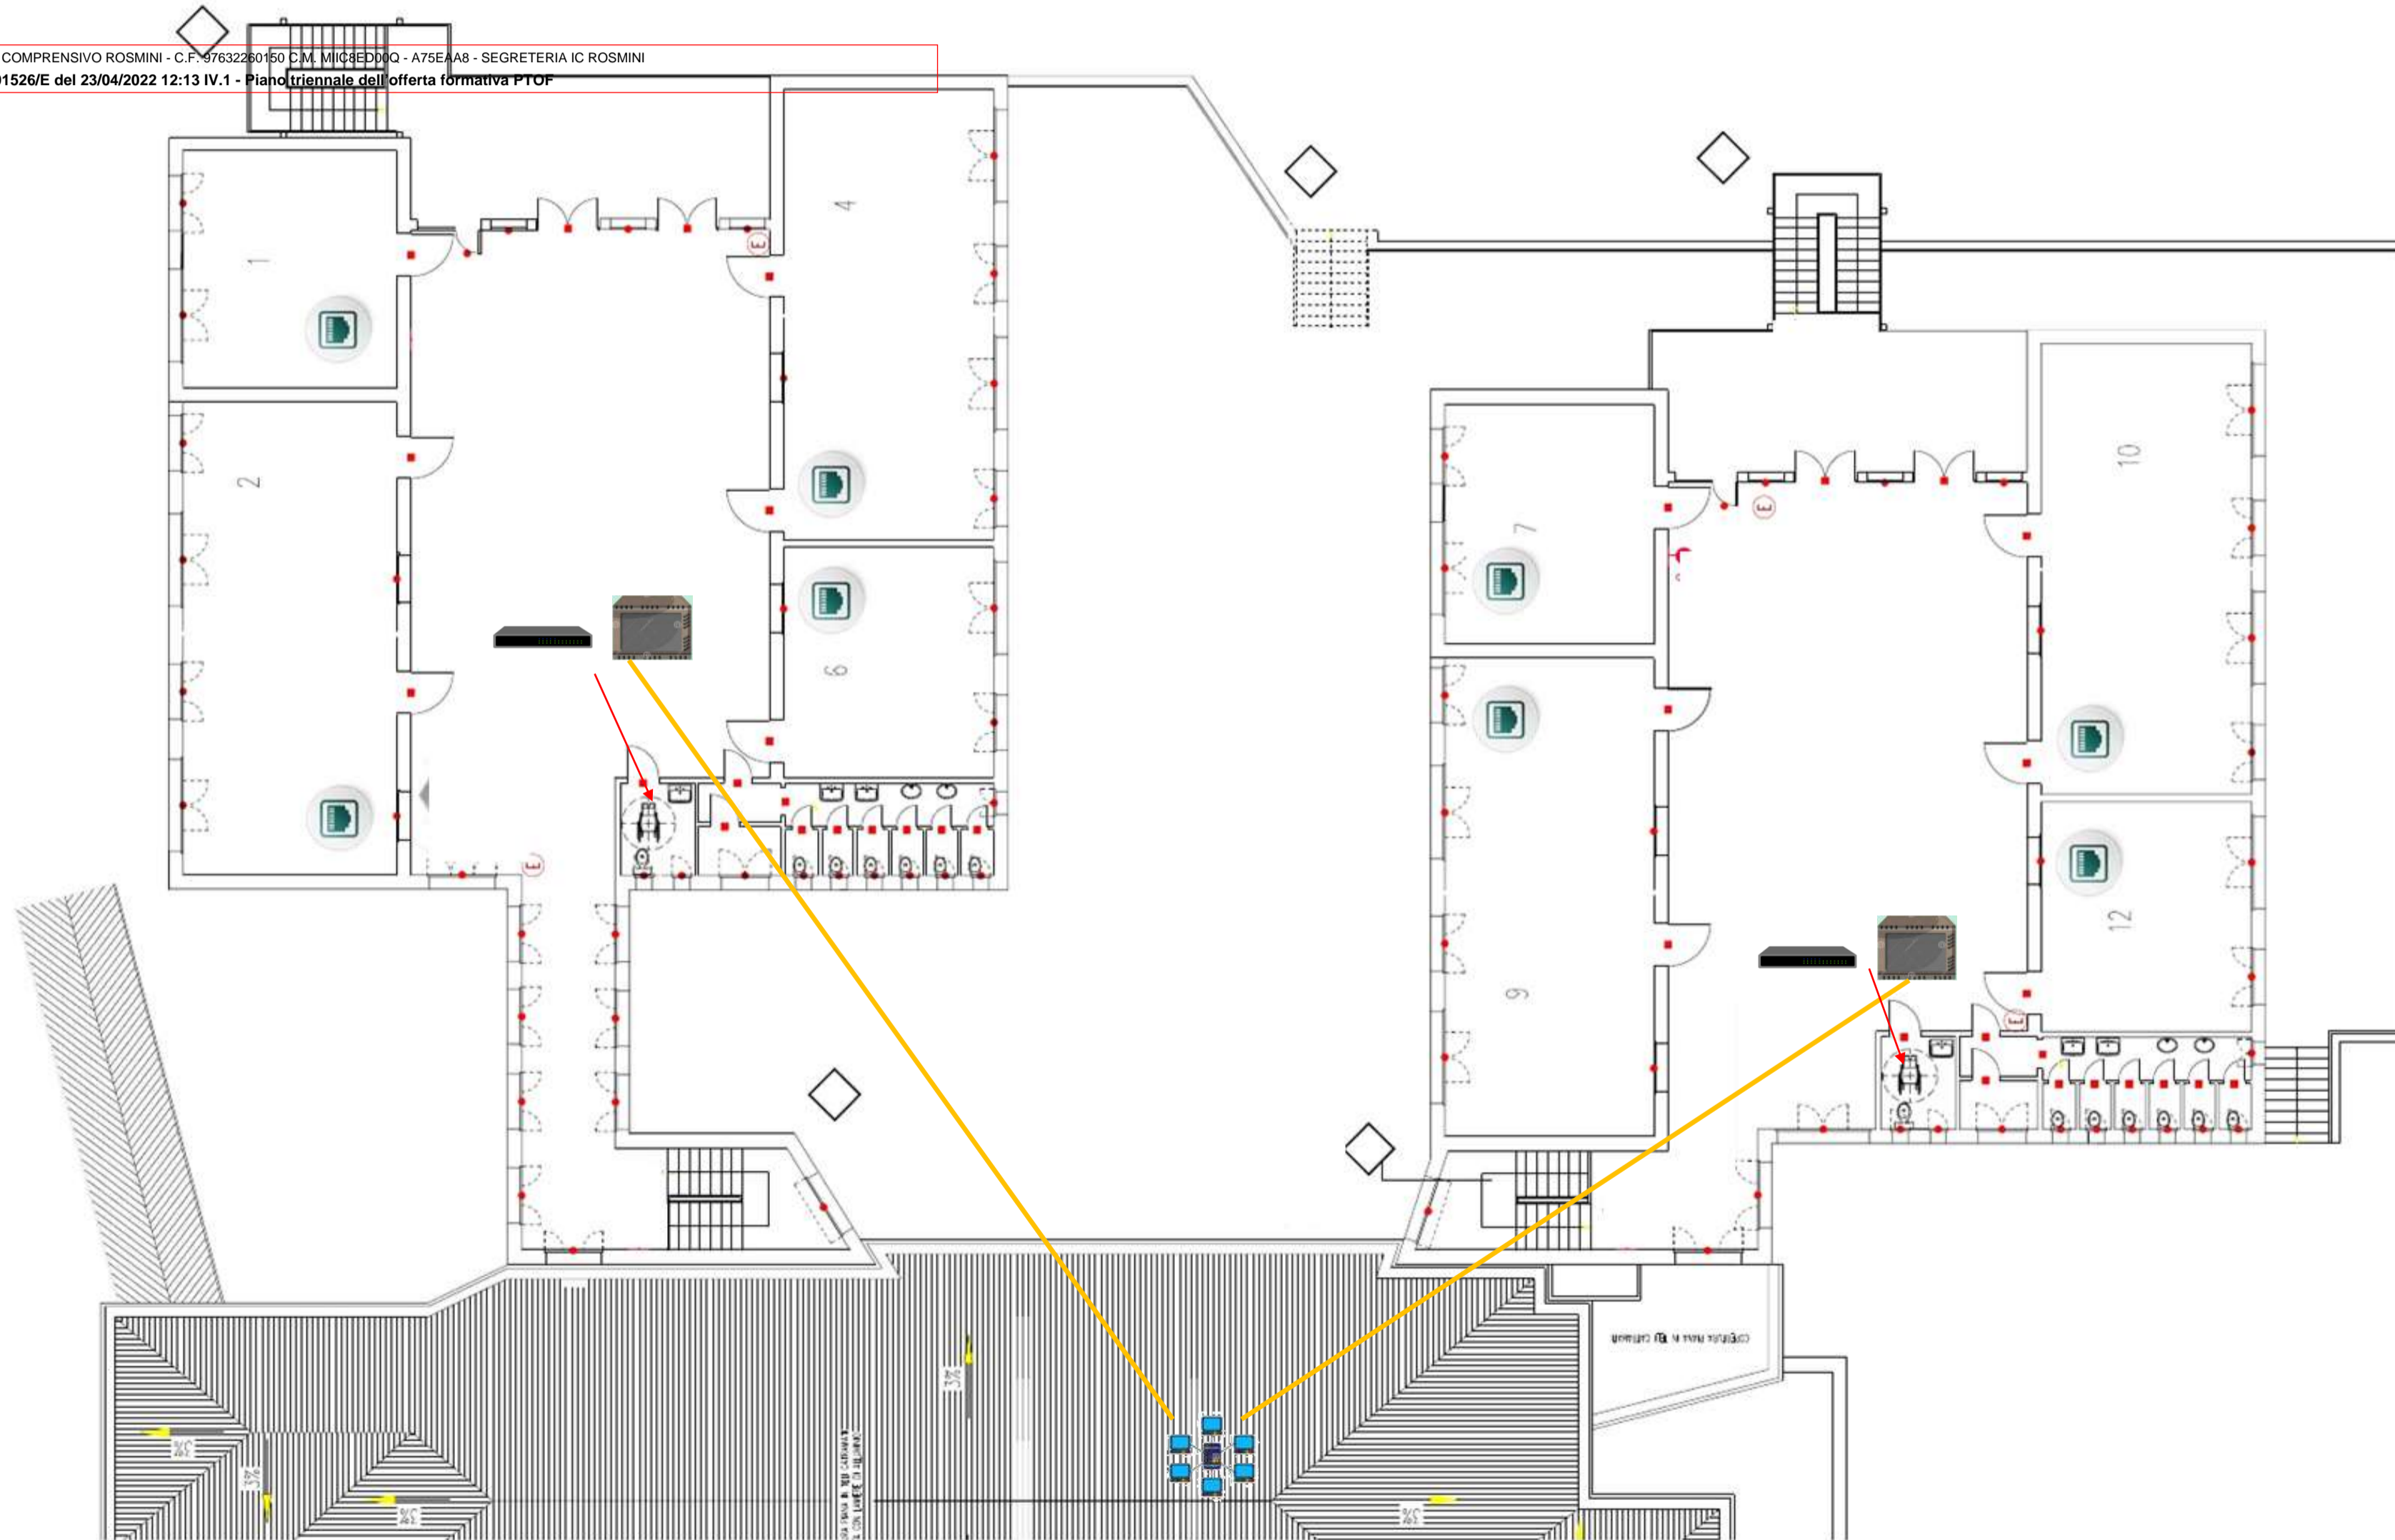 COMPRENSIVO ROSMINI - C.F. 97632260150 C.M. MIIC8ED00Q - A75EAA8 - SEGRETERIA IC ROSMINI
01526/E del 23/04/2022 12:13 IV.1 - Piano triennale dell'offerta formativa PTOF
1
4
E
2
6
E
7
E
10
9
12
E
3%
3%
3%
3%
3%